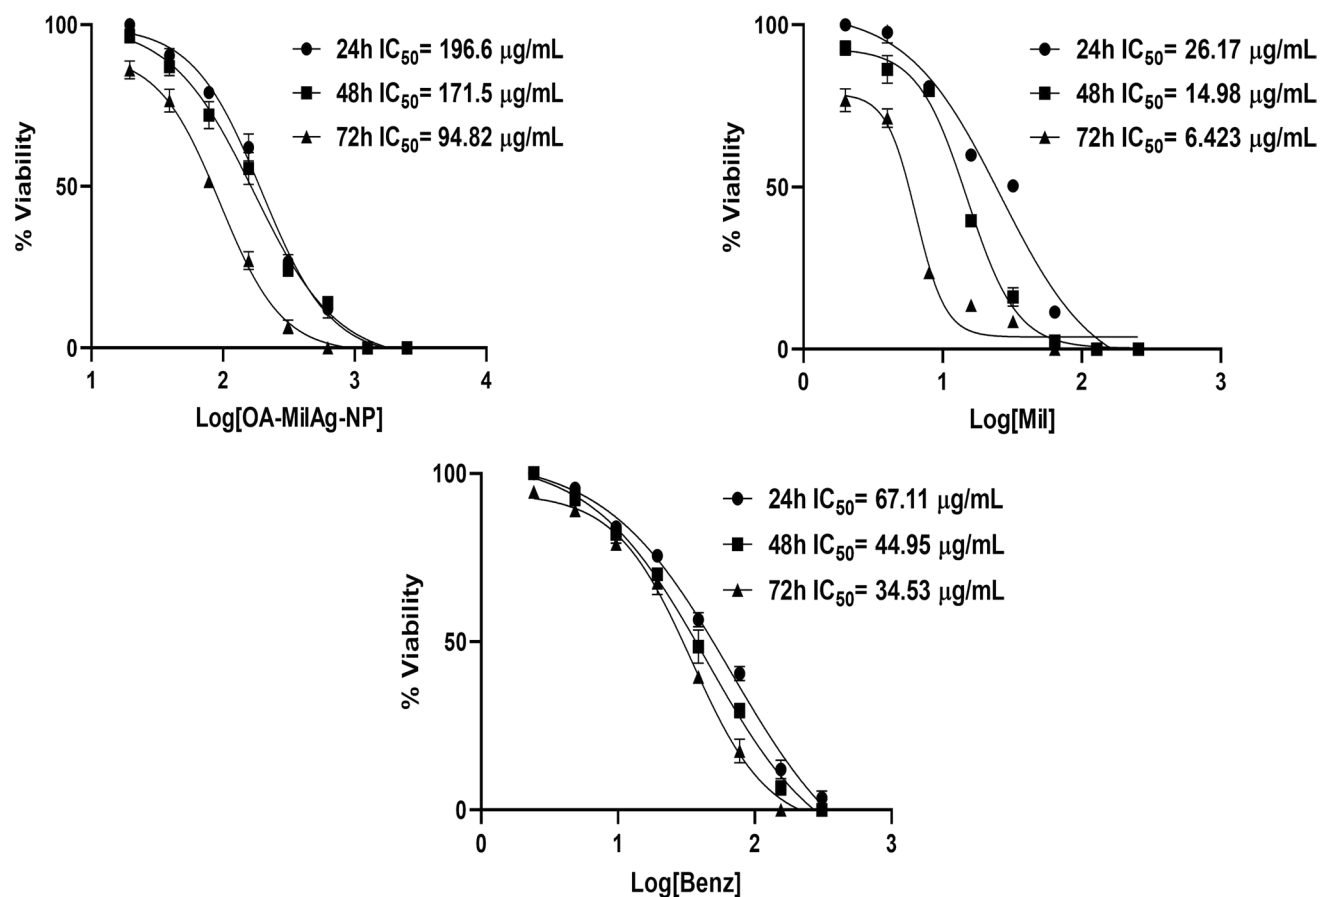 100
50
0
% Viability
1
2
3
4
Log[OA-MilAg-NP]
24h IC50= 196.6 μg/mL
48h IC50= 171.5 μg/mL
72h IC50= 94.82 μg/mL
100
50
0
% Viability
0
1
2
3
Log[Mil]
24h IC50= 26.17 μg/mL
48h IC50= 14.98 μg/mL
72h IC50= 6.423 μg/mL
100
50
0
% Viability
0
1
2
3
Log[Benz]
24h IC50= 67.11 μg/mL
48h IC50= 44.95 μg/mL
72h IC50= 34.53 μg/mL